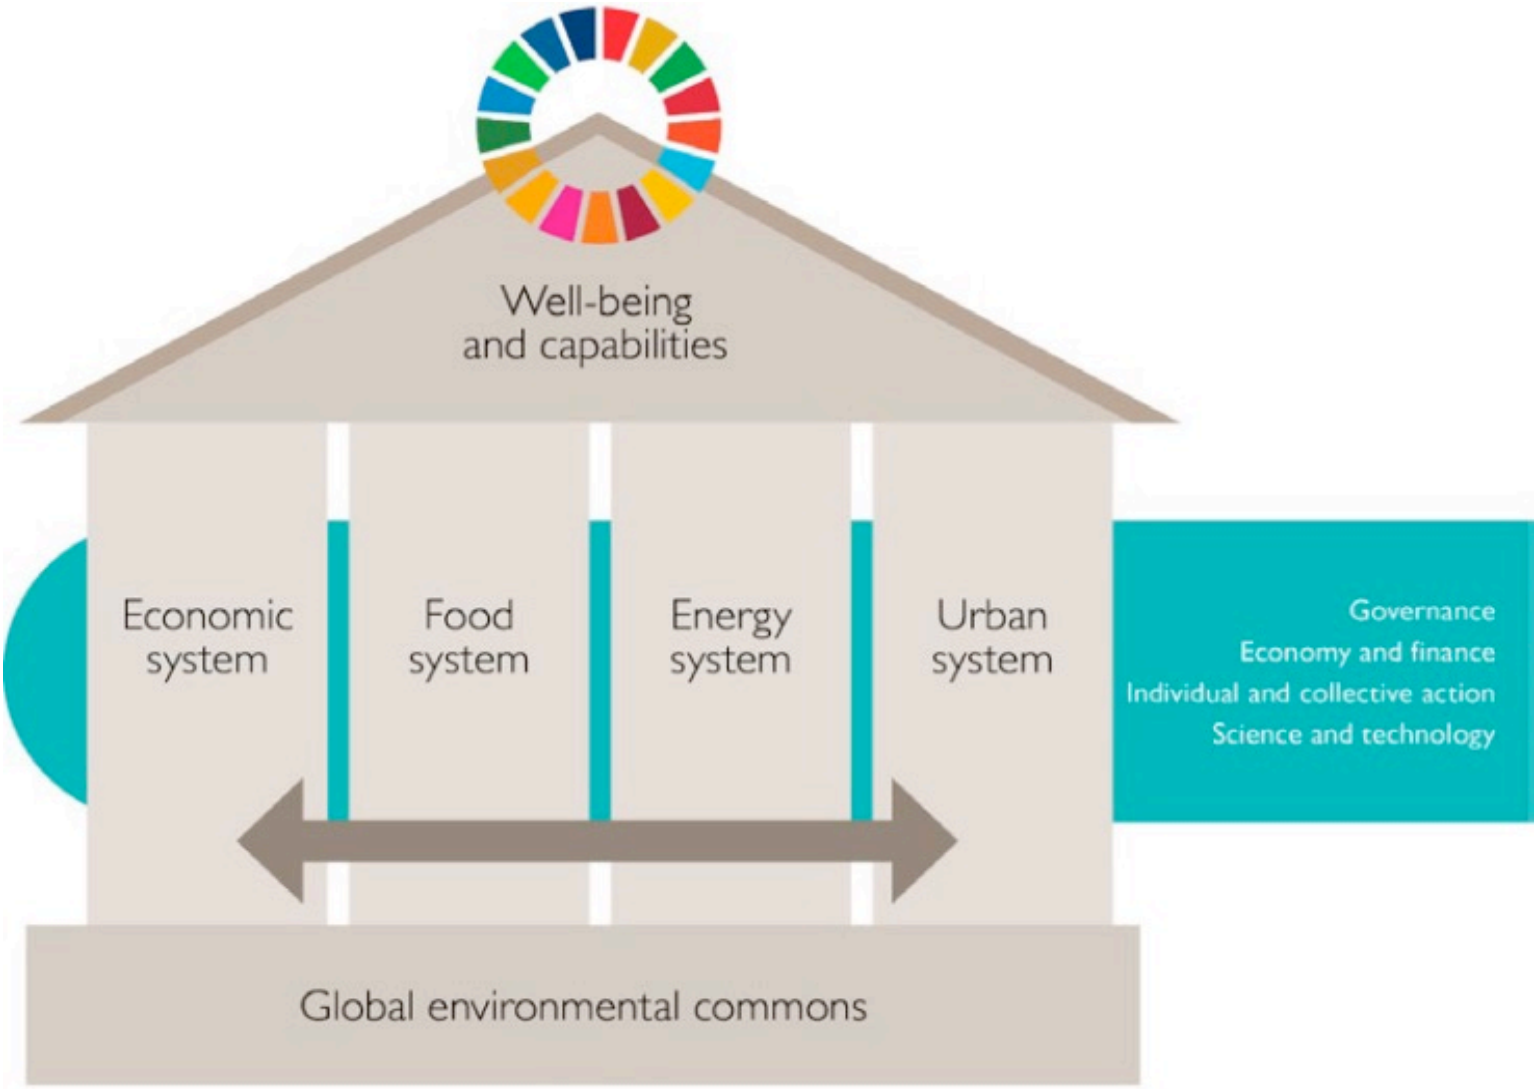 Well-being
and capabilities
Economic
system
Food
system
Energy
system
Urban
system
Governance
Economy and finance
Individual and collective action
Science and technology
Global environmental commons